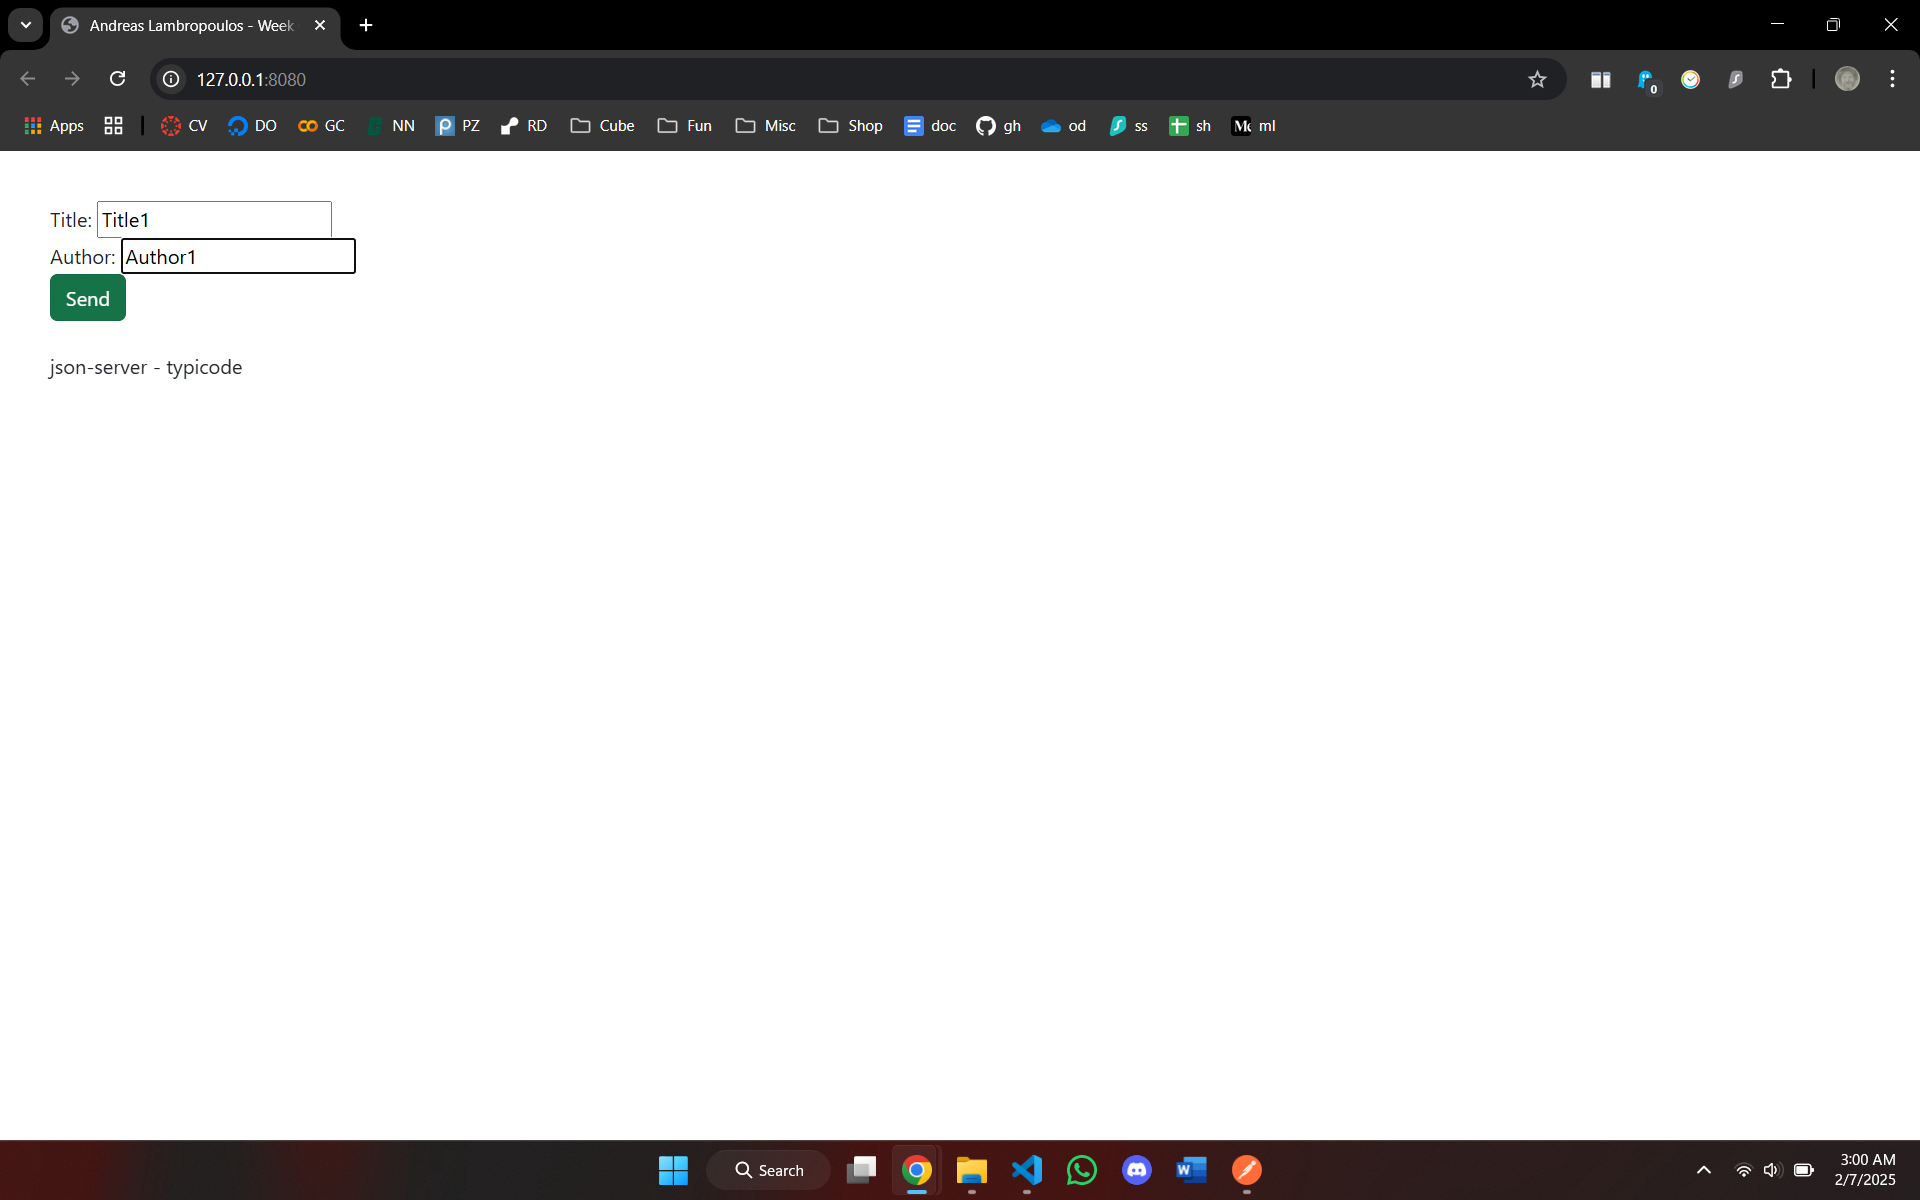 Andreas Lambropoulos - Week
127.0.0.1:8080
0
Apps CV DO GC NN PZ RD Cube Fun Misc Shop doc gh od ss sh ml
Title: Title1
Author: Author1
Send
json-server - typicode
Search
3:00 AM
2/7/2025